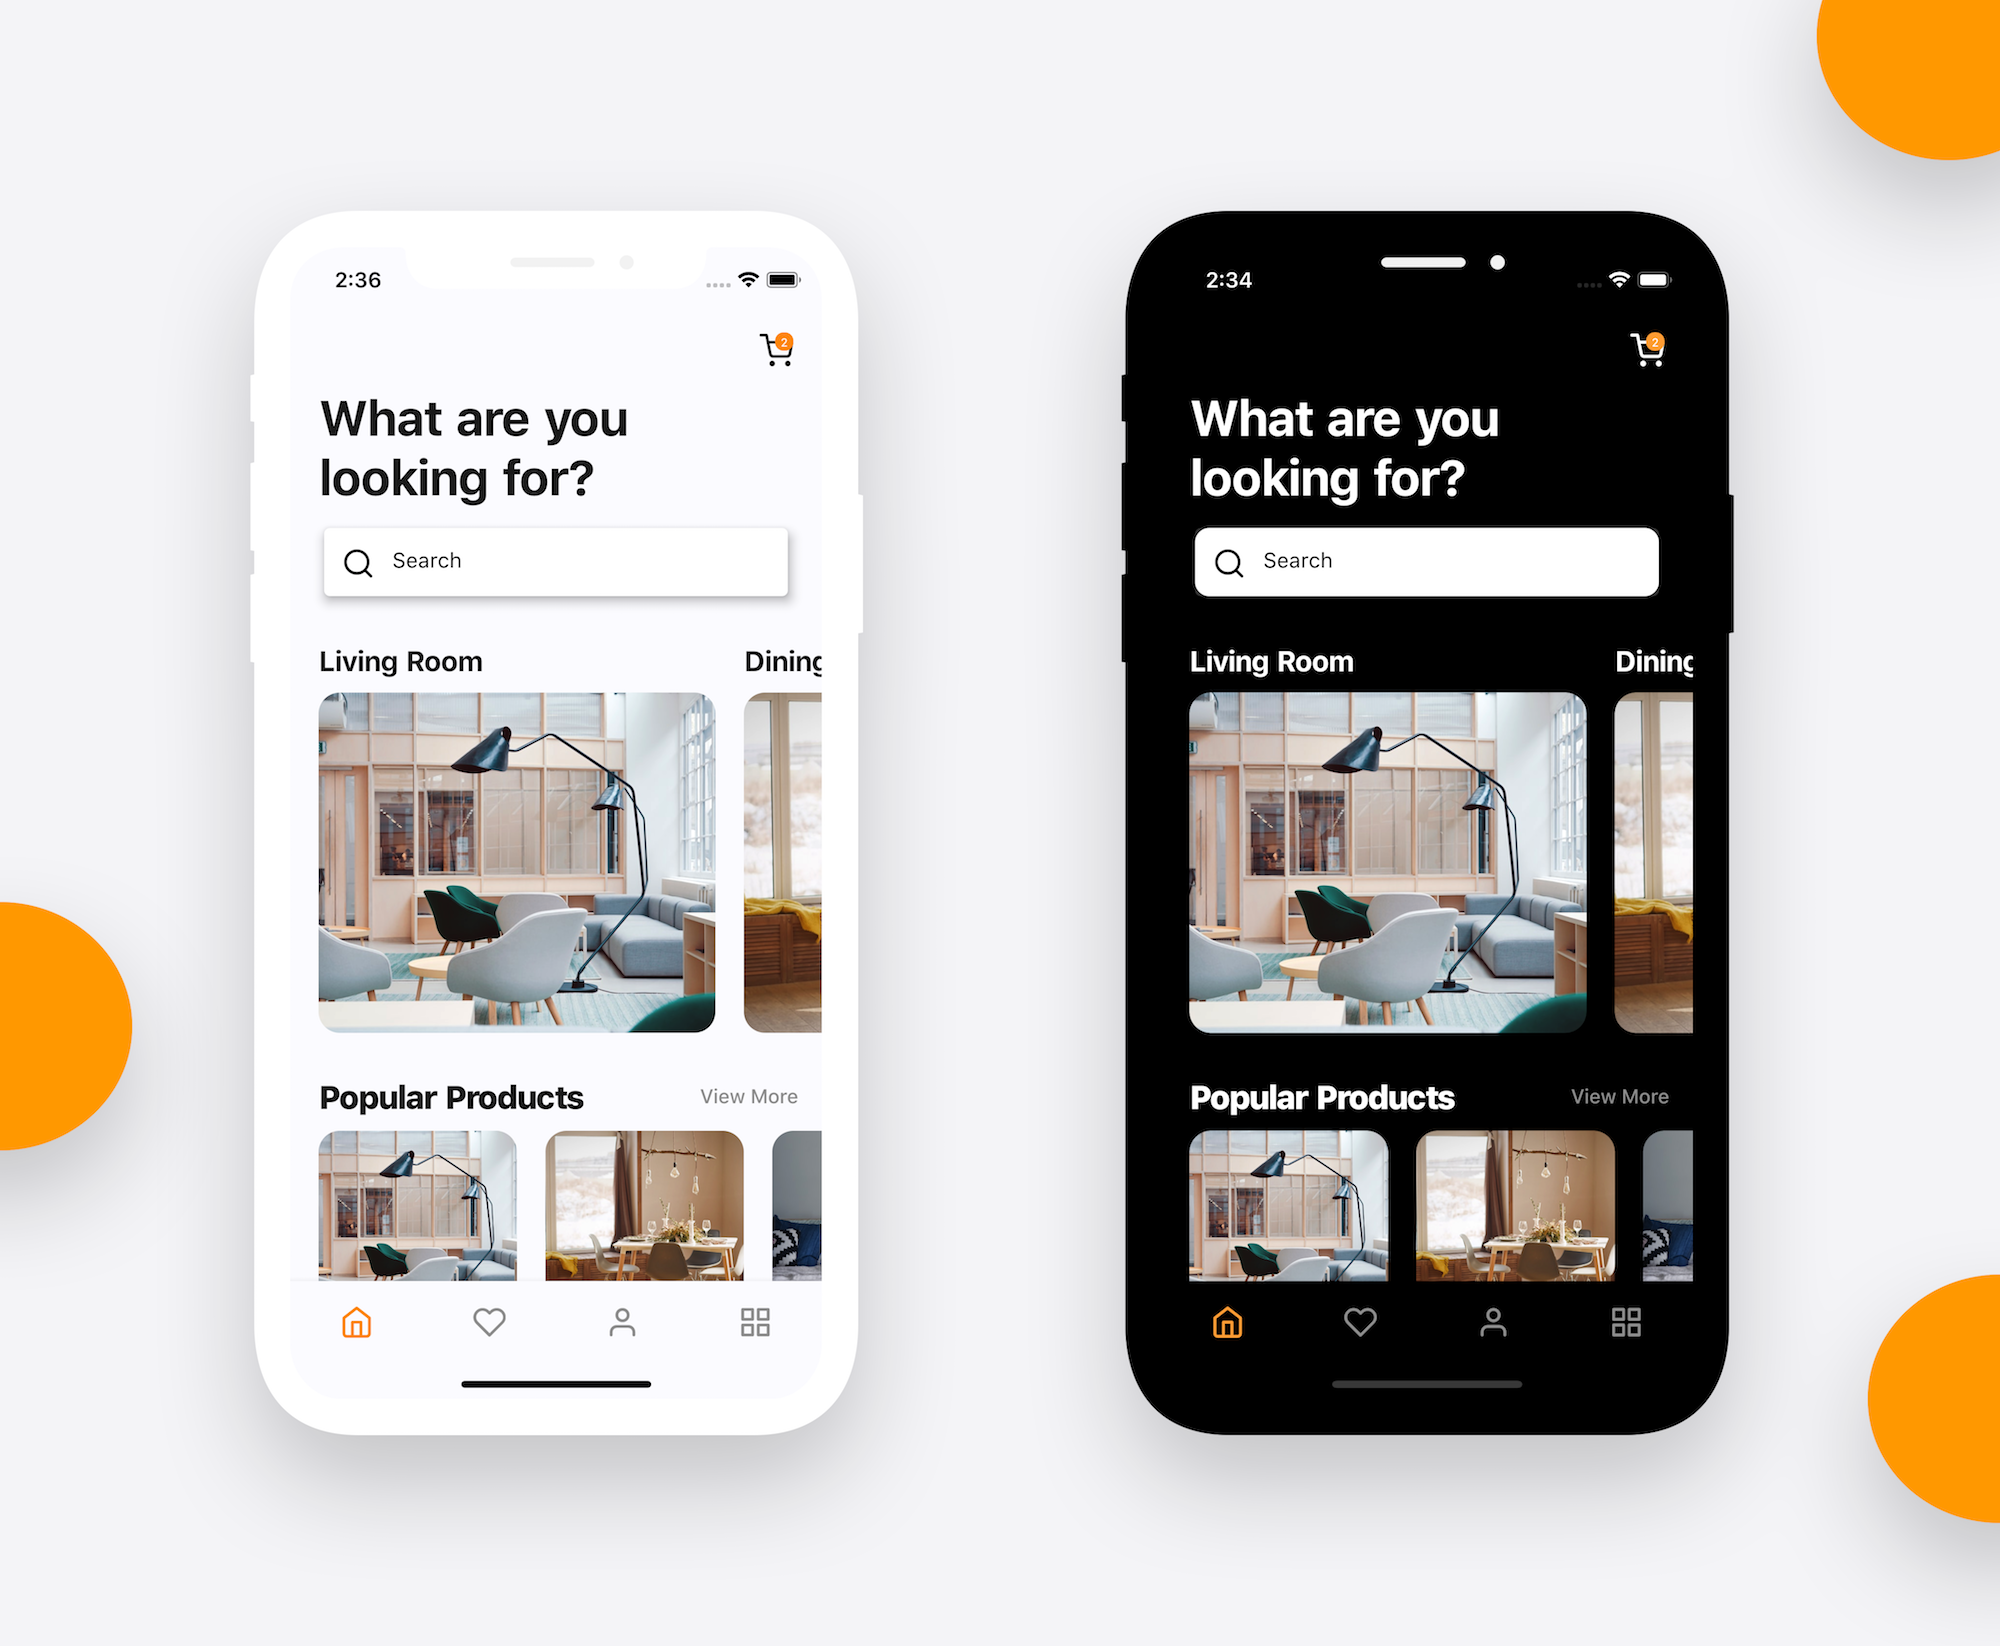 2:36
2
What are you
looking for?
Search
Living Room
Dining
Popular Products
View More
2:34
2
What are you
looking for?
Search
Living Room
Dining
Popular Products
View More